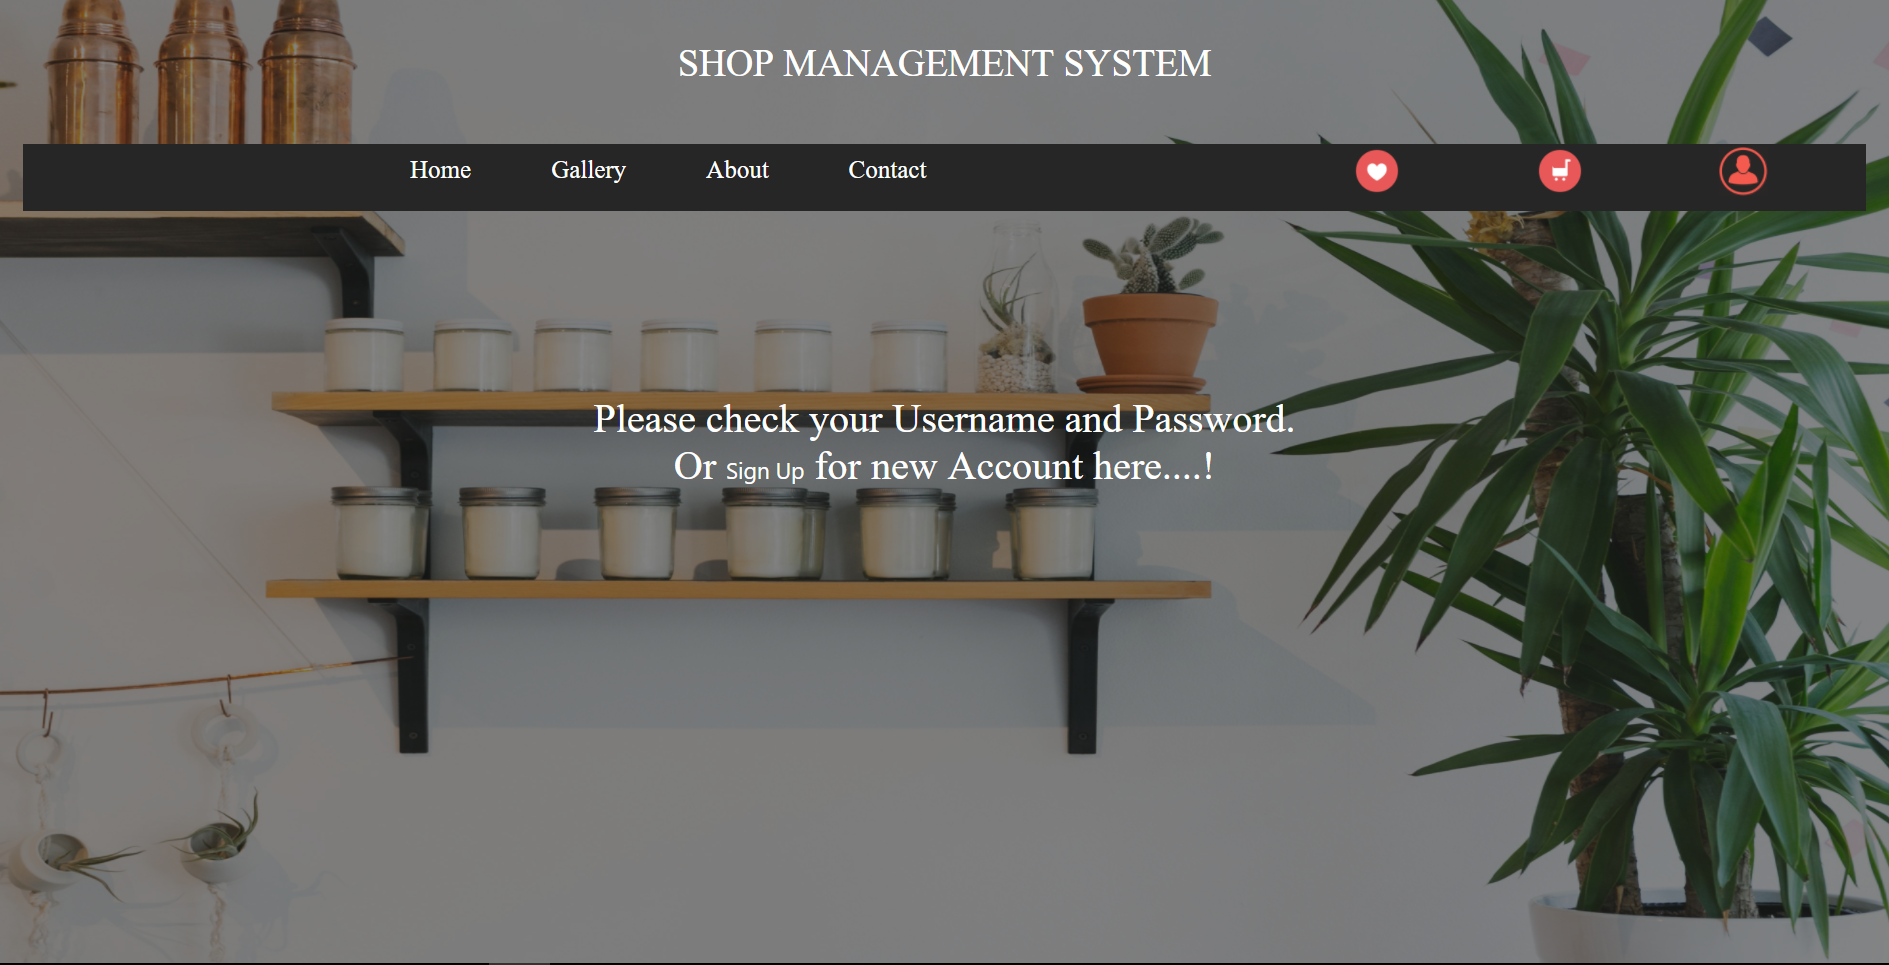 SHOP MANAGEMENT SYSTEM
Home Gallery About Contact
Please check your Username and Password.
Or Sign Up for new Account here....!